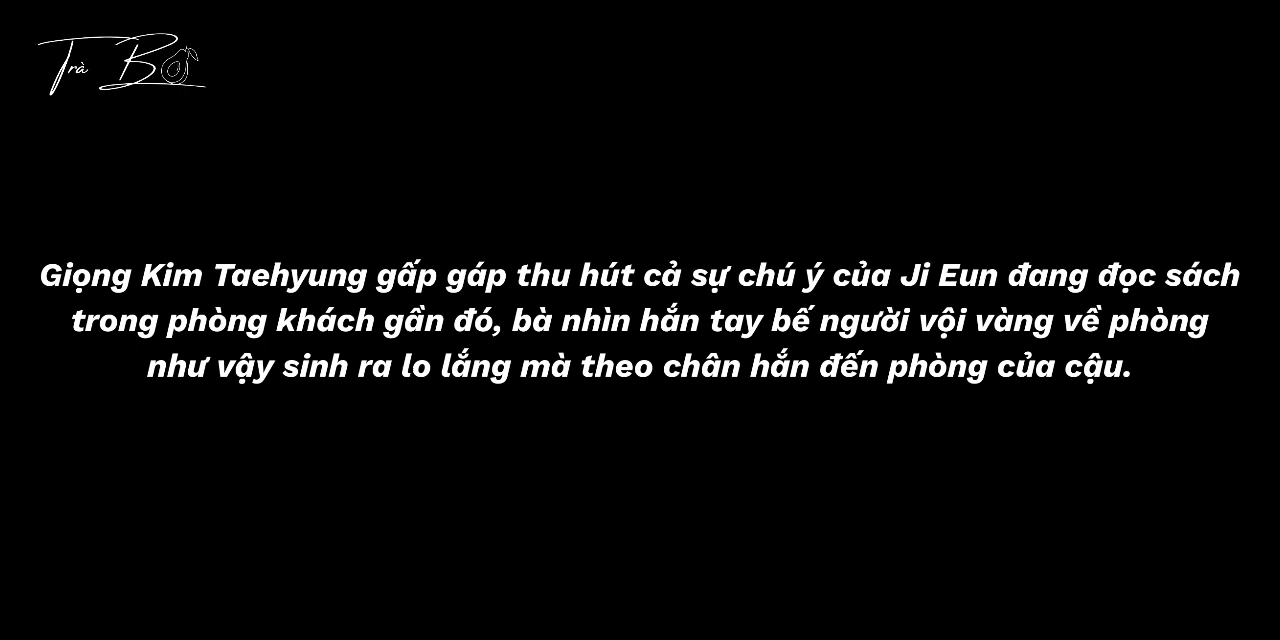 Trà Bơ
Giọng Kim Taehyung gấp gáp thu hút cả sự chú ý của Ji Eun đang đọc sách
trong phòng khách gần đó, bà nhìn hắn tay bế người vội vàng về phòng
như vậy sinh ra lo lắng mà theo chân hắn đến phòng của cậu.